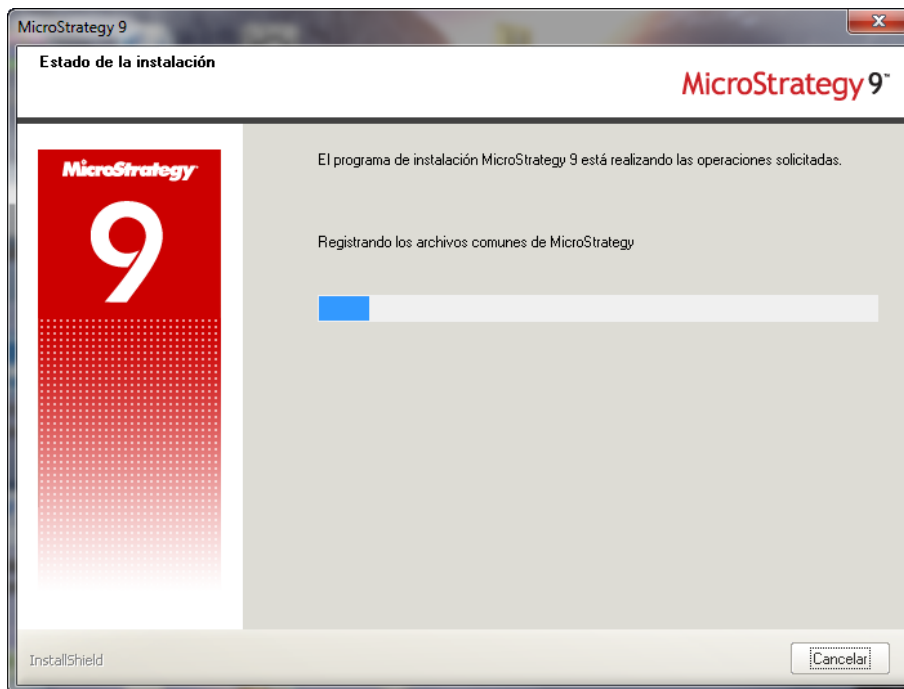 MicroStrategy 9
Estado de la instalación
MicroStrategy 9™
MicroStrategy
9
El programa de instalación MicroStrategy 9 está realizando las operaciones solicitadas.
Registrando los archivos comunes de MicroStrategy
InstallShield
Cancelar